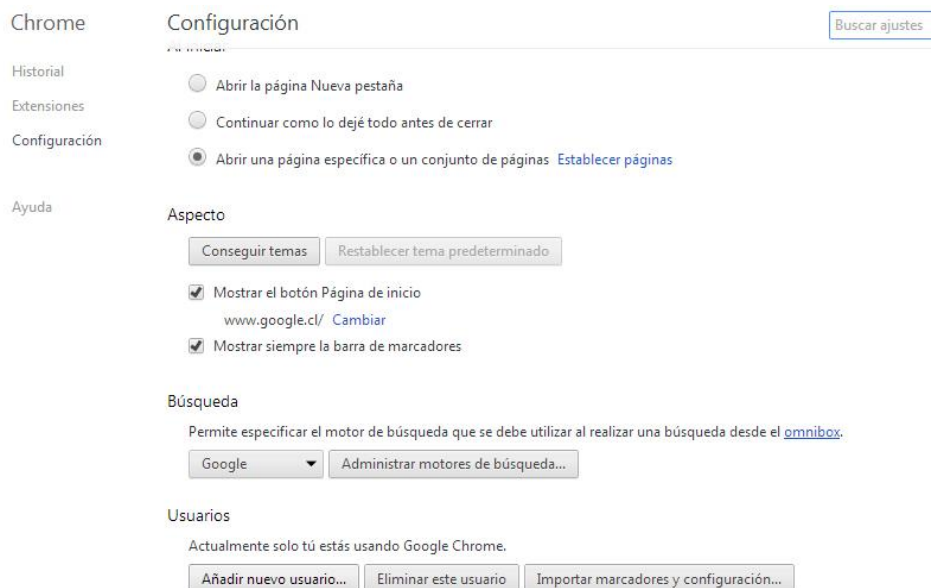 Chrome
Configuración
Buscar ajustes
Al iniciar
Historial
Extensiones
Configuración
Ayuda
Abrir la página Nueva pestaña
Continuar como lo dejé todo antes de cerrar
Abrir una página específica o un conjunto de páginas Establecer páginas
Aspecto
Conseguir temas Restablecer tema predeterminado
Mostrar el botón Página de inicio
www.google.cl/ Cambiar
Mostrar siempre la barra de marcadores
Búsqueda
Permite especificar el motor de búsqueda que se debe utilizar al realizar una búsqueda desde el omnibox.
Google Administrar motores de búsqueda...
Usuarios
Actualmente solo tú estás usando Google Chrome.
Añadir nuevo usuario... Eliminar este usuario Importar marcadores y configuración...